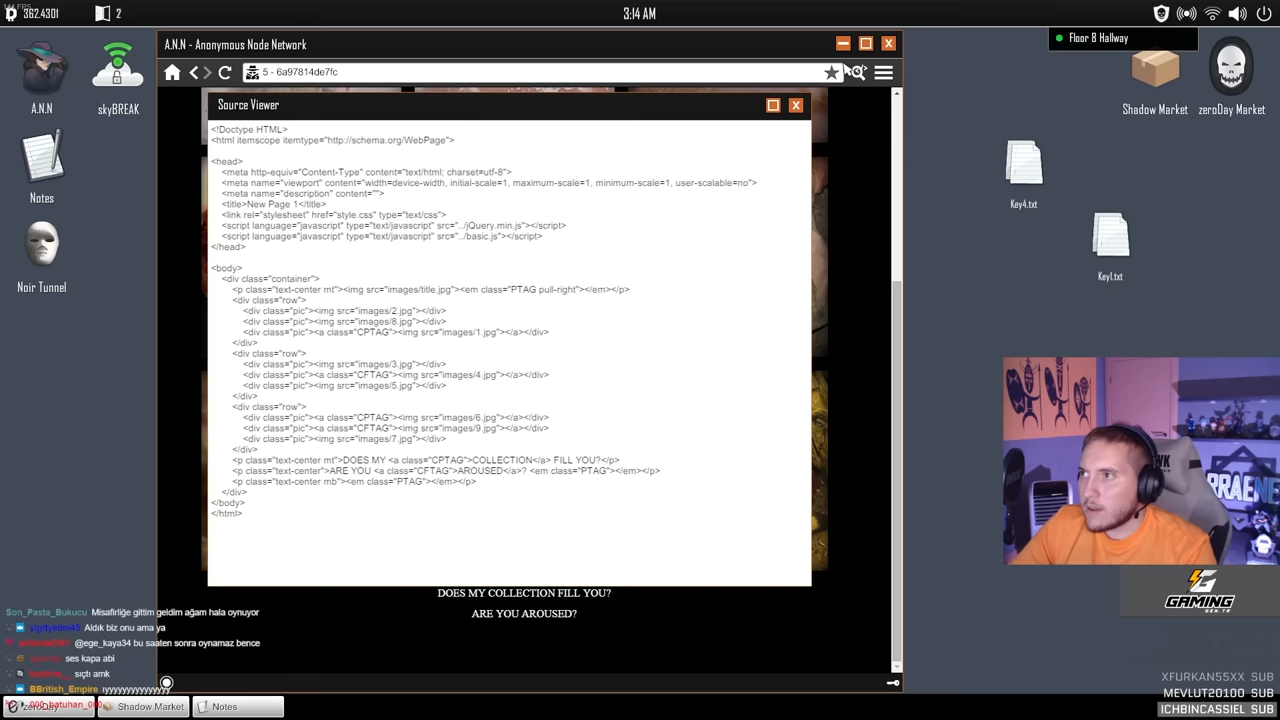 362.4301
2
3:14 AM
Floor 8 Hallway
A.N.N - Anonymous Node Network
5 - 6a97814de7fc
A.N.N
skyBREAK
Notes
Noir Tunnel
Shadow Market
zeroDay Market
Key4.txt
Key1.txt
Source Viewer
<!Doctype HTML>
<html itemscope itemtype="http://schema.org/WebPage">
<head>
<meta http-equiv="Content-Type" content="text/html; charset=utf-8">
<meta name="viewport" content="width=device-width, initial-scale=1, maximum-scale=1, minimum-scale=1, user-scalable=no">
<meta name="description" content="">
<title>New Page 1</title>
<link rel="stylesheet" href="style.css" type="text/css">
<script language="javascript" type="text/javascript" src="../jQuery.min.js"></script>
<script language="javascript" type="text/javascript" src="../basic.js"></script>
</head>
<body>
<div class="container">
<p class="text-center mt"><img src="images/title.jpg"><em class="PTAG pull-right"></em></p>
<div class="row">
<div class="pic"><img src="images/2.jpg"></div>
<div class="pic"><img src="images/8.jpg"></div>
<div class="pic"><a class="CPTAG"><img src="images/1.jpg"></a></div>
</div>
<div class="row">
<div class="pic"><img src="images/3.jpg"></div>
<div class="pic"><a class="CFTAG"><img src="images/4.jpg"></a></div>
<div class="pic"><img src="images/5.jpg"></div>
</div>
<div class="row">
<div class="pic"><a class="CPTAG"><img src="images/6.jpg"></a></div>
<div class="pic"><a class="CFTAG"><img src="images/9.jpg"></a></div>
<div class="pic"><img src="images/7.jpg"></div>
</div>
<p class="text-center mt">DOES MY <a class="CPTAG">COLLECTION</a> FILL YOU?</p>
<p class="text-center">ARE YOU <a class="CFTAG">AROUSED</a>? <em class="PTAG"></em></p>
<p class="text-center mb"><em class="PTAG"></em></p>
</div>
</body>
</html>
DOES MY COLLECTION FILL YOU?
ARE YOU AROUSED?
Son_Pasta_Bukucu Misafirliğe gittim geldim ağam hala oynuyor
yigityetim45 Aldık biz onu ama ya
@ege_kaya34 bu saaten sonra oynamaz bence
ses kapa abi
sıçtı amk
BBritish_Empire ıyyyyyyyyyyyyyyy
000_batuhan_000
zeroDay
Shadow Market
Notes
GAMING
GEN.TR
PRAENE
XFURKAN55XX SUB
MEVLUT20100 SUB
ICHBINCASSIEL SUB